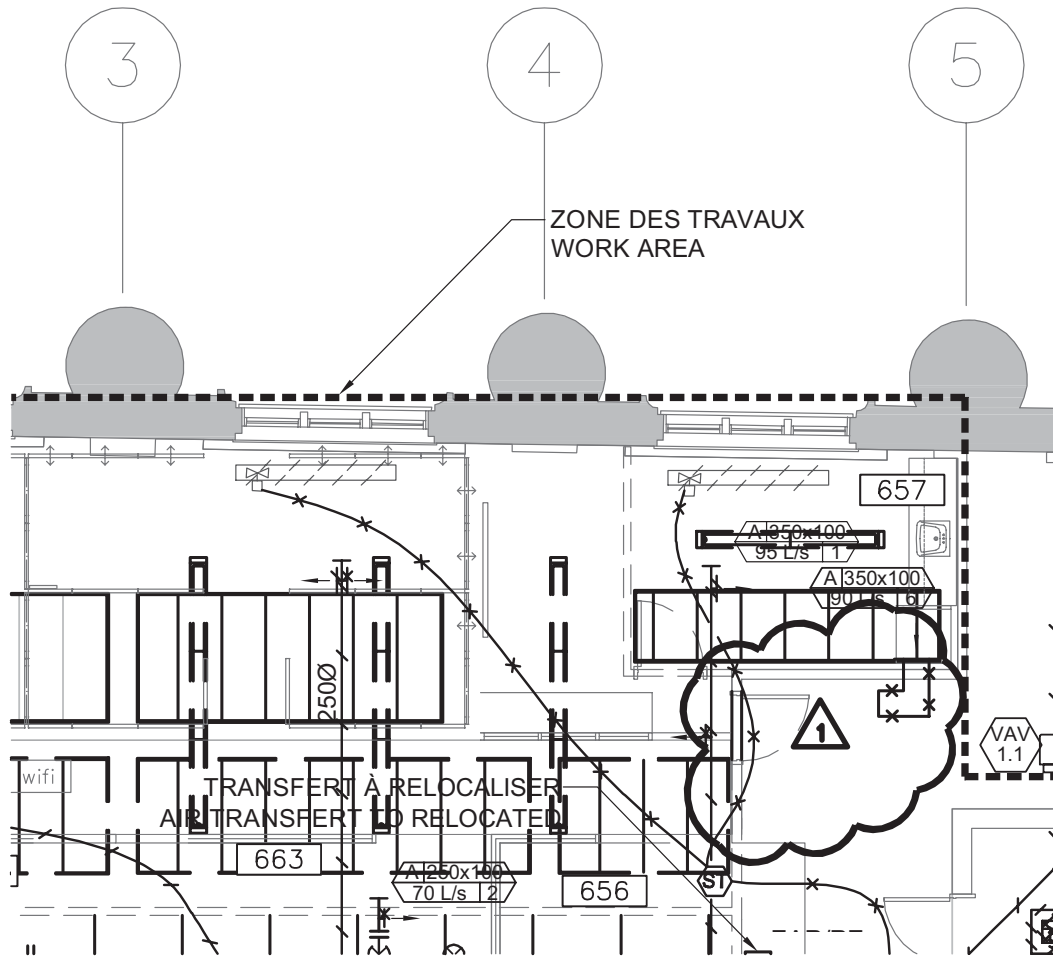 3
4
5
ZONE DES TRAVAUX
WORK AREA
657
A 350x100
95 L/s 1
A 350x100
90 L/s 6
250Ø
1
VAV
1.1
wifi
TRANSFERT À RELOCALISER
AIR TRANSFERT TO RELOCATED
663
A 250x100
70 L/s 2
656
ST